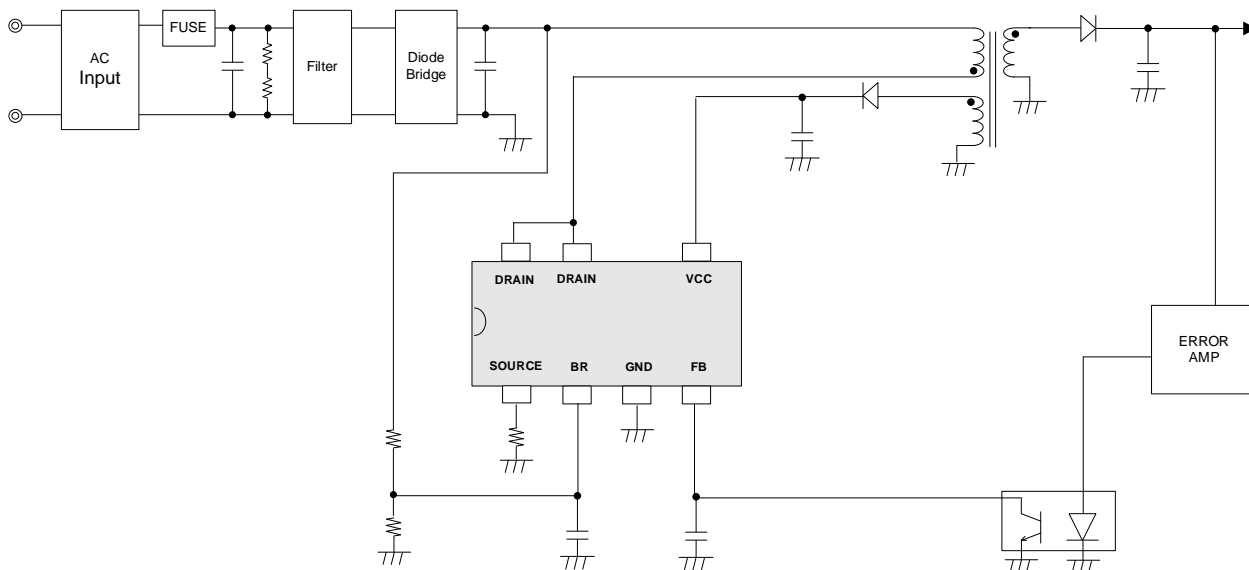 FUSE
AC
Input
Filter
Diode
Bridge
DRAIN
DRAIN
VCC
SOURCE
BR
GND
FB
ERROR
AMP